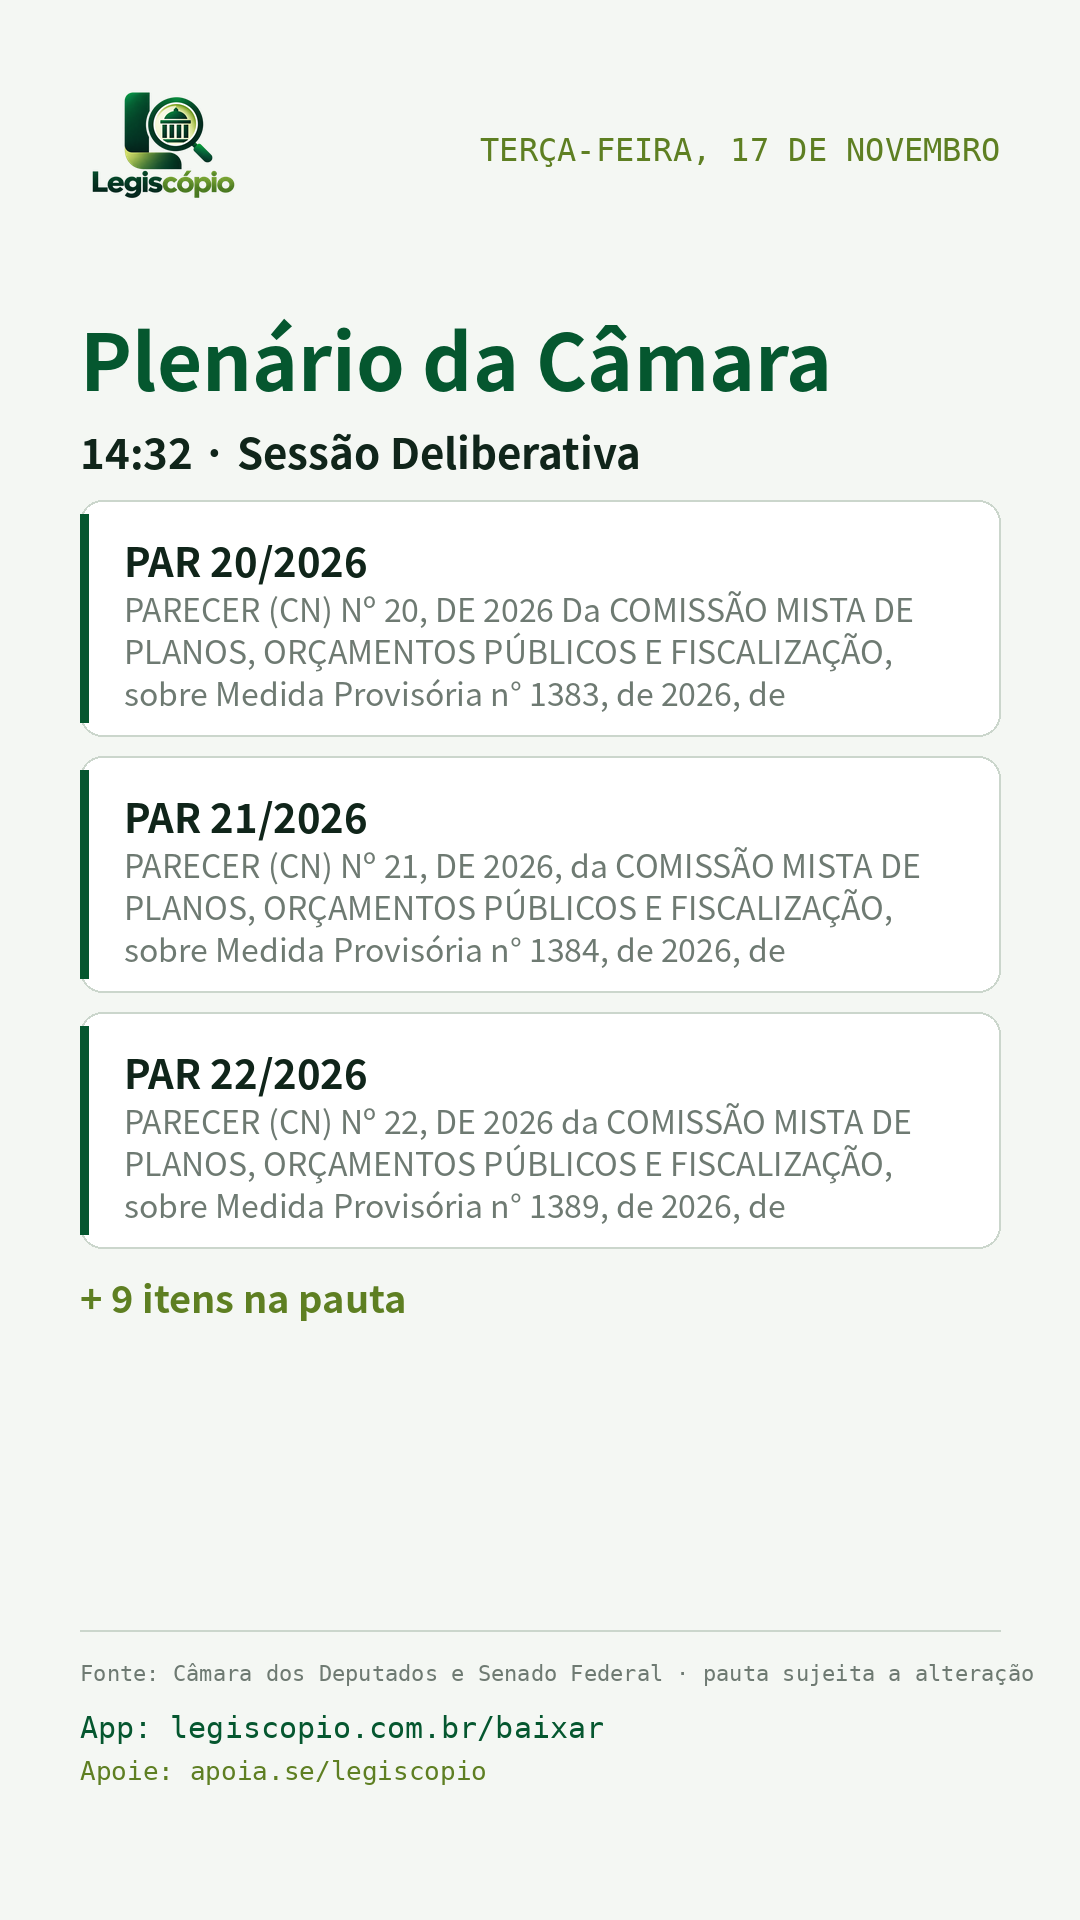 Legiscópio
TERÇA-FEIRA, 17 DE NOVEMBRO
Plenário da Câmara
14:32 · Sessão Deliberativa
PAR 20/2026
PARECER (CN) Nº 20, DE 2026 Da COMISSÃO MISTA DE
PLANOS, ORÇAMENTOS PÚBLICOS E FISCALIZAÇÃO,
sobre Medida Provisória n° 1383, de 2026, de
PAR 21/2026
PARECER (CN) Nº 21, DE 2026, da COMISSÃO MISTA DE
PLANOS, ORÇAMENTOS PÚBLICOS E FISCALIZAÇÃO,
sobre Medida Provisória n° 1384, de 2026, de
PAR 22/2026
PARECER (CN) Nº 22, DE 2026 da COMISSÃO MISTA DE
PLANOS, ORÇAMENTOS PÚBLICOS E FISCALIZAÇÃO,
sobre Medida Provisória n° 1389, de 2026, de
+ 9 itens na pauta
Fonte: Câmara dos Deputados e Senado Federal · pauta sujeita a alteração
App: legiscopio.com.br/baixar
Apoie: apoia.se/legiscopio